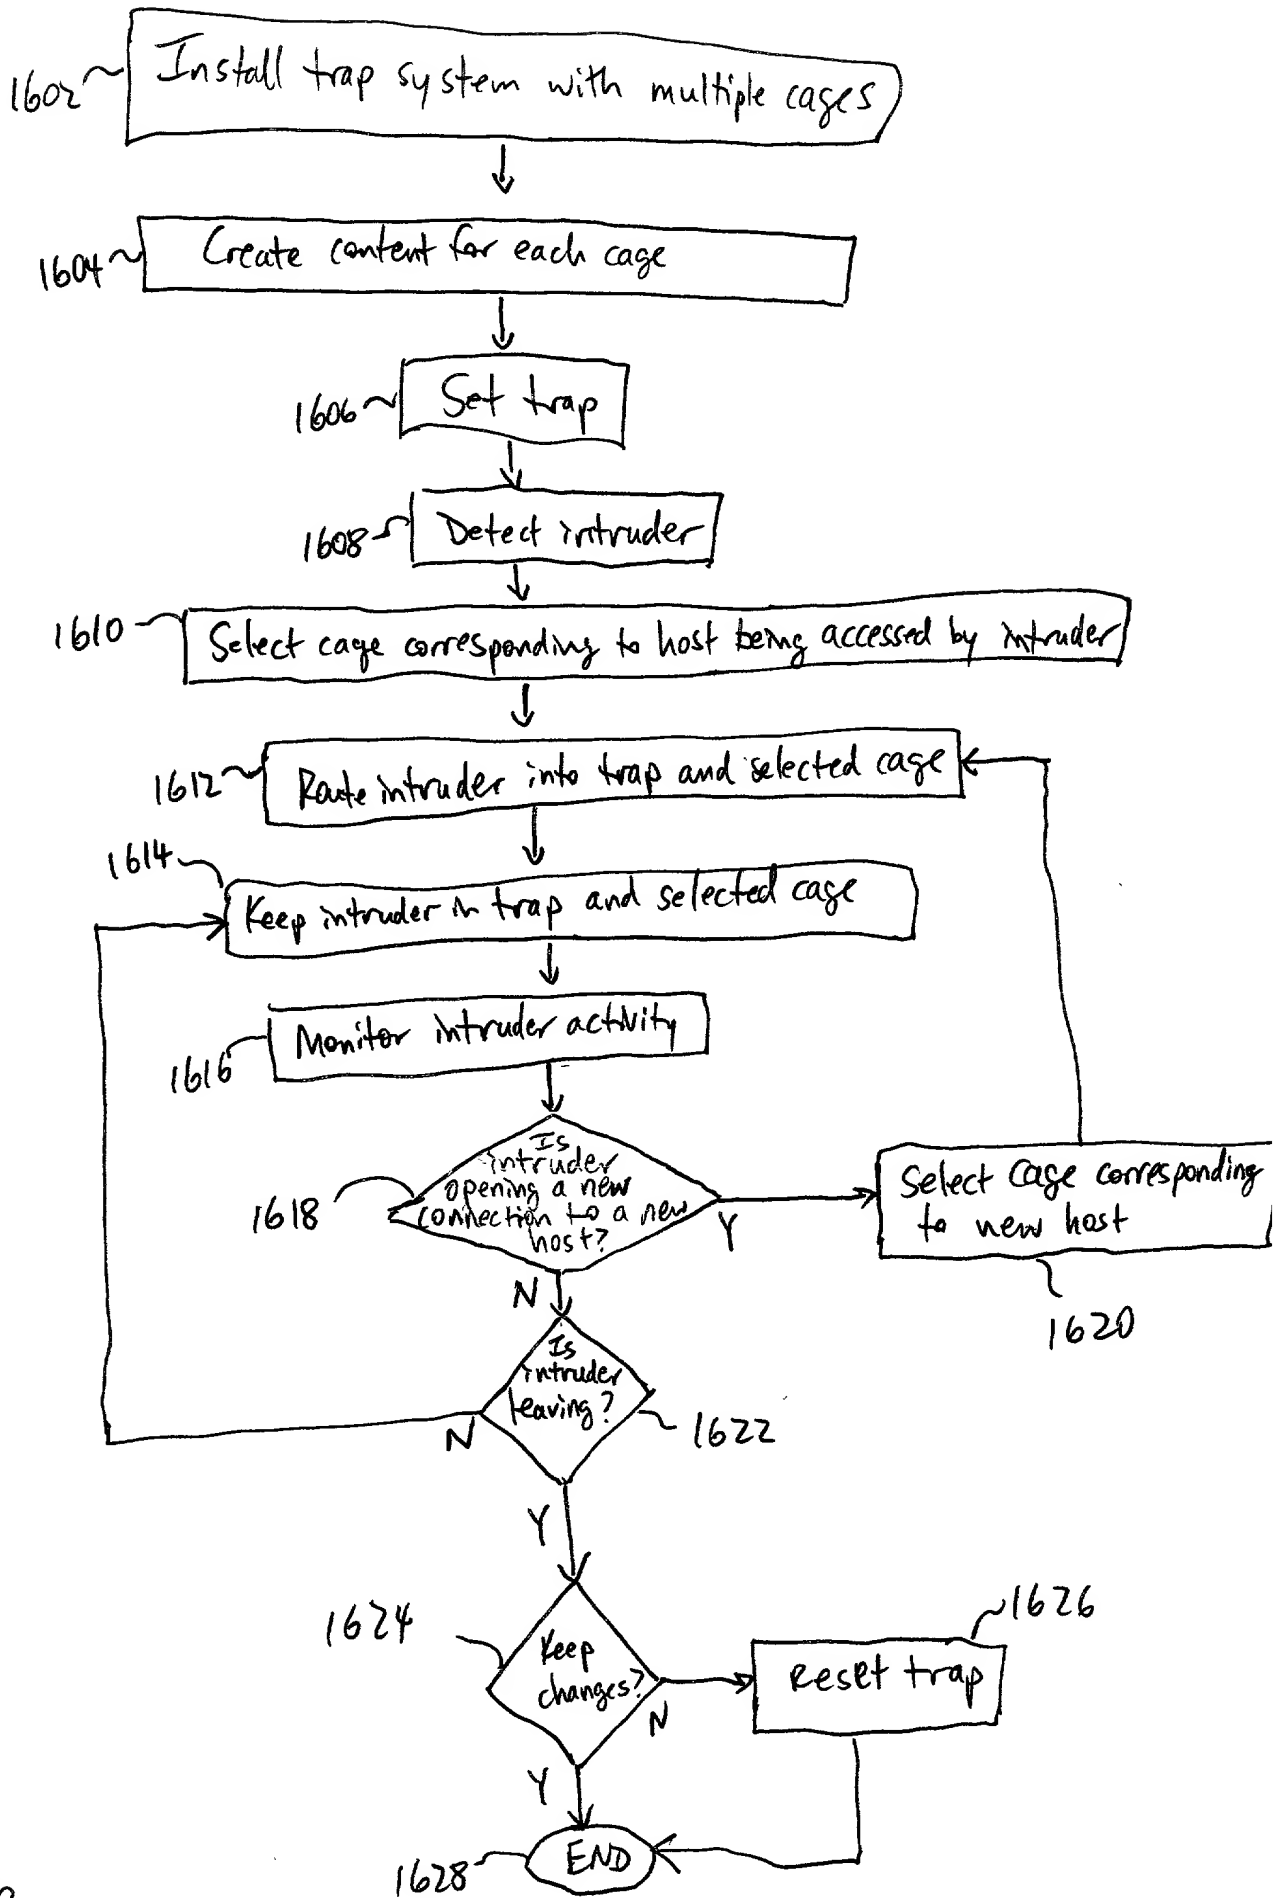 1602
Install trap system with multiple cages
1604
Create content for each cage
1606
Set trap
1608
Detect intruder
1610
Select cage corresponding to host being accessed by intruder
1612
Route intruder into trap and selected cage
1614
Keep intruder in trap and selected cage
1616
Monitor intruder activity
1618
Is
intruder
opening a new
connection to a new
host?
Y
N
Select cage corresponding
to new host
1620
Is
intruder
leaving?
1622
N
Y
1624
Keep
changes?
N
Y
1626
Reset trap
1628
END